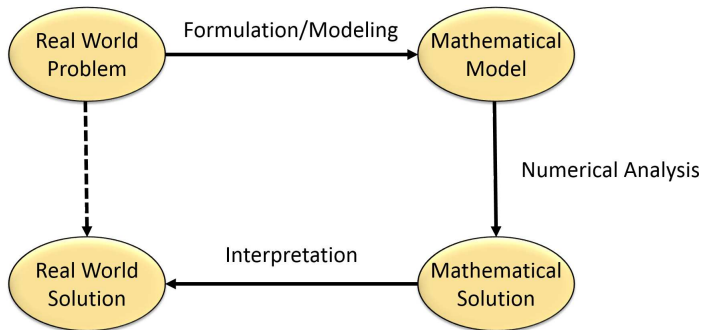 Real World
Problem
Formulation/Modeling
Mathematical
Model
Numerical Analysis
Real World
Solution
Interpretation
Mathematical
Solution